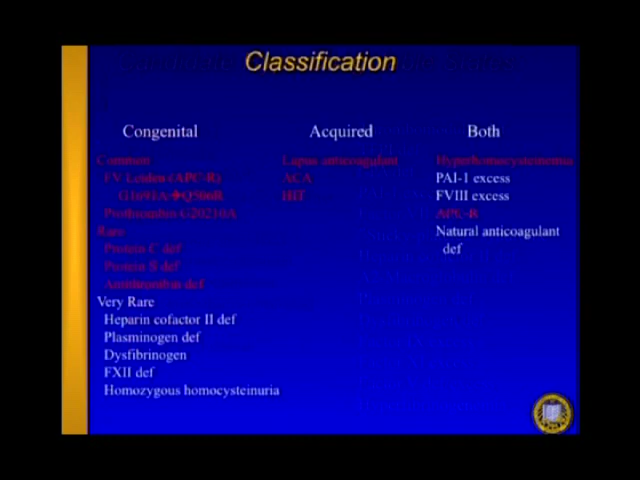 Classification
Congenital Acquired Both
Common
FV Leiden (APC-R)
G1691A→Q506R
Prothrombin G20210A
Rare
Protein C def
Protein S def
Antithrombin def
Very Rare
Heparin cofactor II def
Plasminogen def
Dysfibrinogen
FXII def
Homozygous homocysteinuria
Lupus anticoagulant
ACA
HIT
Hyperhomocysteinemia
PAI-1 excess
FVIII excess
APC-R
Natural anticoagulant
def